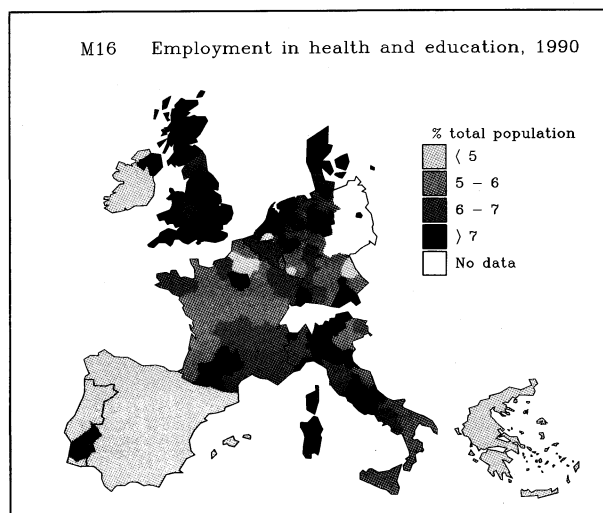 M16 Employment in health and education, 1990
% total population
< 5
5 - 6
6 - 7
> 7
No data